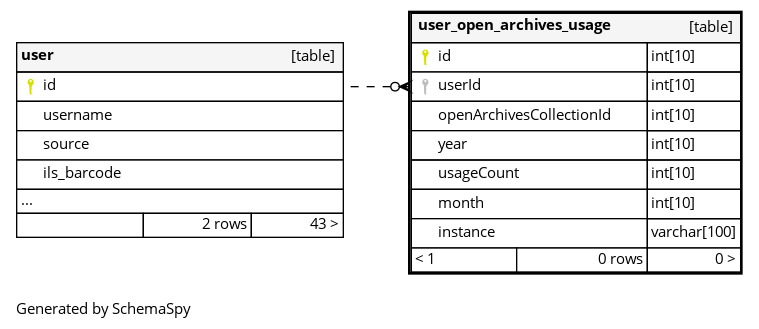 user [table]
id
username
source
ils_barcode
...
2 rows 43 >
user_open_archives_usage [table]
id int[10]
userId int[10]
openArchivesCollectionId int[10]
year int[10]
usageCount int[10]
month int[10]
instance varchar[100]
< 1 0 rows 0 >
Generated by SchemaSpy